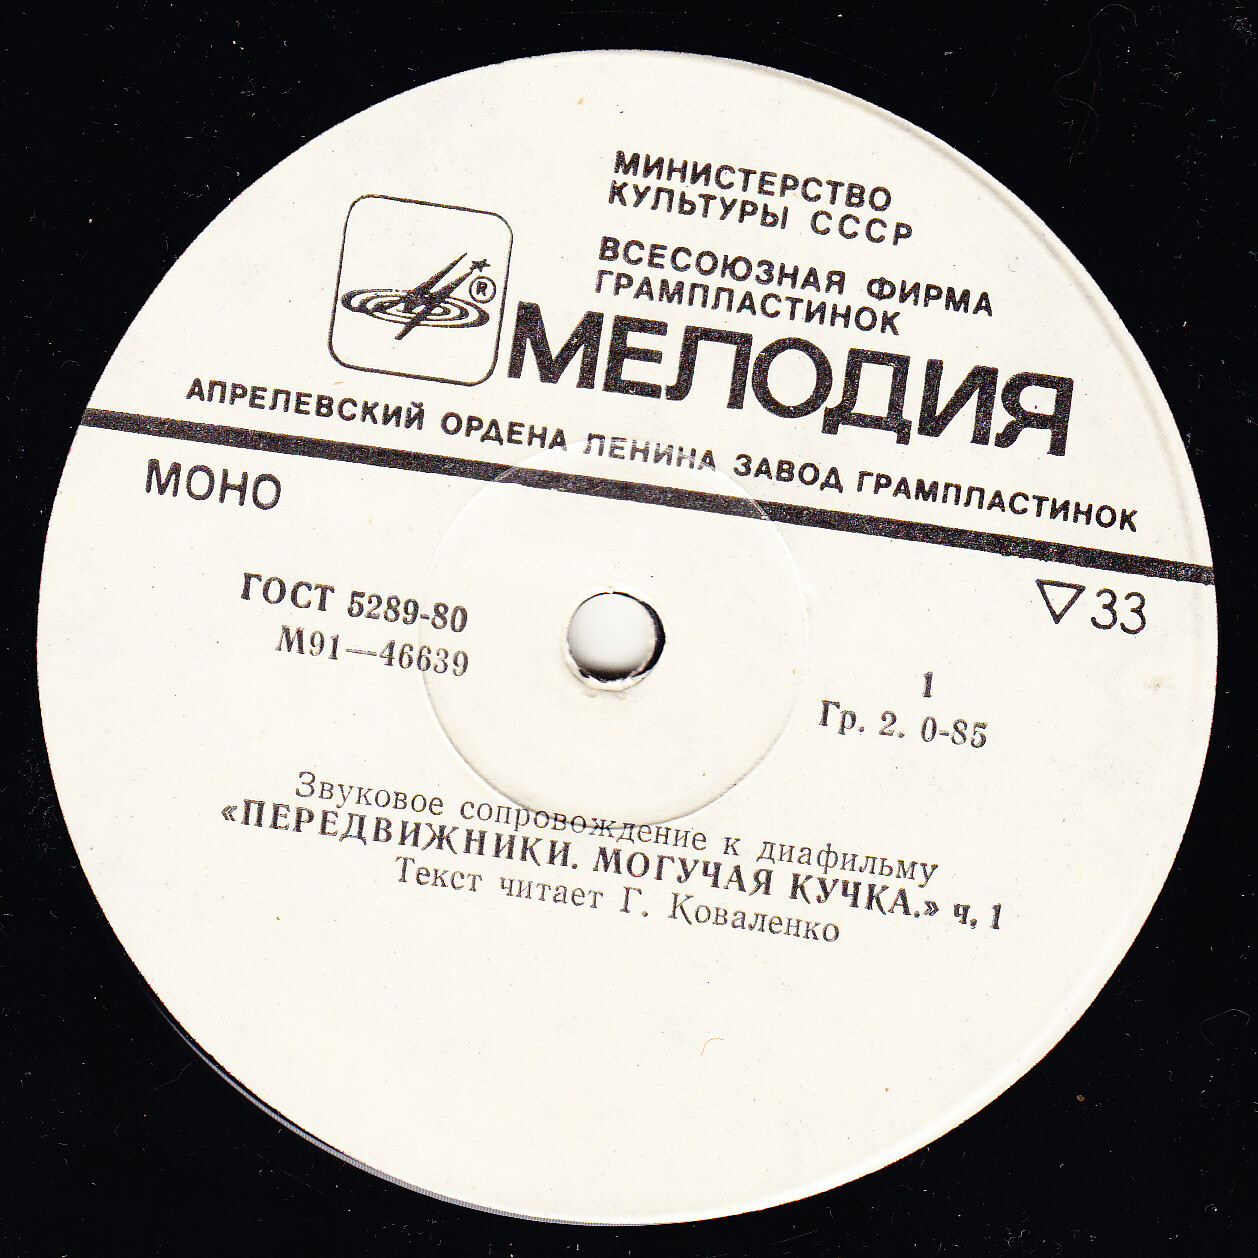 МИНИСТЕРСТВО
КУЛЬТУРЫ СССР
ВСЕСОЮЗНАЯ ФИРМА
ГРАМПЛАСТИНОК
®
МЕЛОДИЯ
АПРЕЛЕВСКИЙ ОРДЕНА ЛЕНИНА ЗАВОД ГРАМПЛАСТИНОК
МОНО
▽33
ГОСТ 5289-80
М91—46639
1
Гр. 2. 0-85
Звуковое сопровождение к диафильму
«ПЕРЕДВИЖНИКИ. МОГУЧАЯ КУЧКА.» ч. 1
Текст читает Г. Коваленко